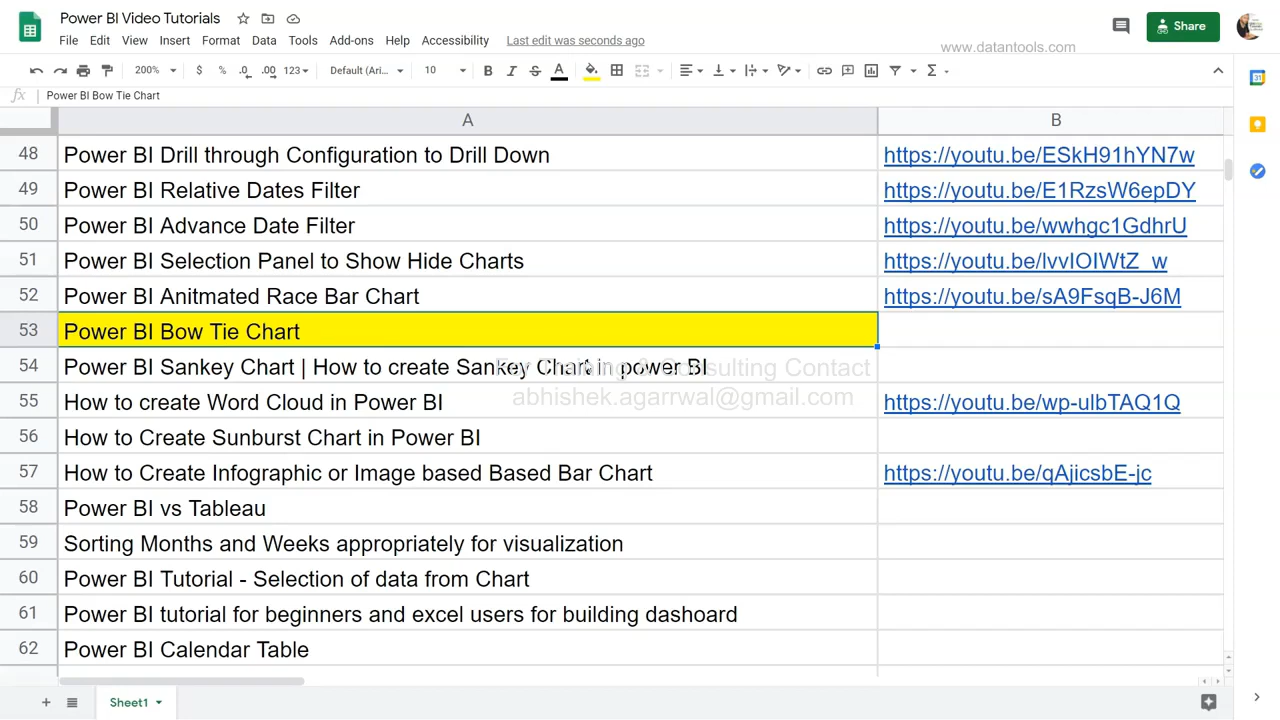 Power BI Video Tutorials
File Edit View Insert Format Data Tools Add-ons Help Accessibility Last edit was seconds ago
www.datantools.com
Share
200% $ % .0 .00 123 Default (Ari... 10 B I S A
fx Power BI Bow Tie Chart
A B
48 Power BI Drill through Configuration to Drill Down https://youtu.be/ESkH91hYN7w
49 Power BI Relative Dates Filter https://youtu.be/E1RzsW6epDY
50 Power BI Advance Date Filter https://youtu.be/wwhgc1GdhrU
51 Power BI Selection Panel to Show Hide Charts https://youtu.be/lvvIOIWtZ_w
52 Power BI Anitmated Race Bar Chart https://youtu.be/sA9FsqB-J6M
53 Power BI Bow Tie Chart
54 Power BI Sankey Chart | How to create Sankey Chart in power BI
For Training & Consulting Contact
abhishek.agarrwal@gmail.com
55 How to create Word Cloud in Power BI https://youtu.be/wp-ulbTAQ1Q
56 How to Create Sunburst Chart in Power BI
57 How to Create Infographic or Image based Based Bar Chart https://youtu.be/qAjicsbE-jc
58 Power BI vs Tableau
59 Sorting Months and Weeks appropriately for visualization
60 Power BI Tutorial - Selection of data from Chart
61 Power BI tutorial for beginners and excel users for building dashoard
62 Power BI Calendar Table
Sheet1